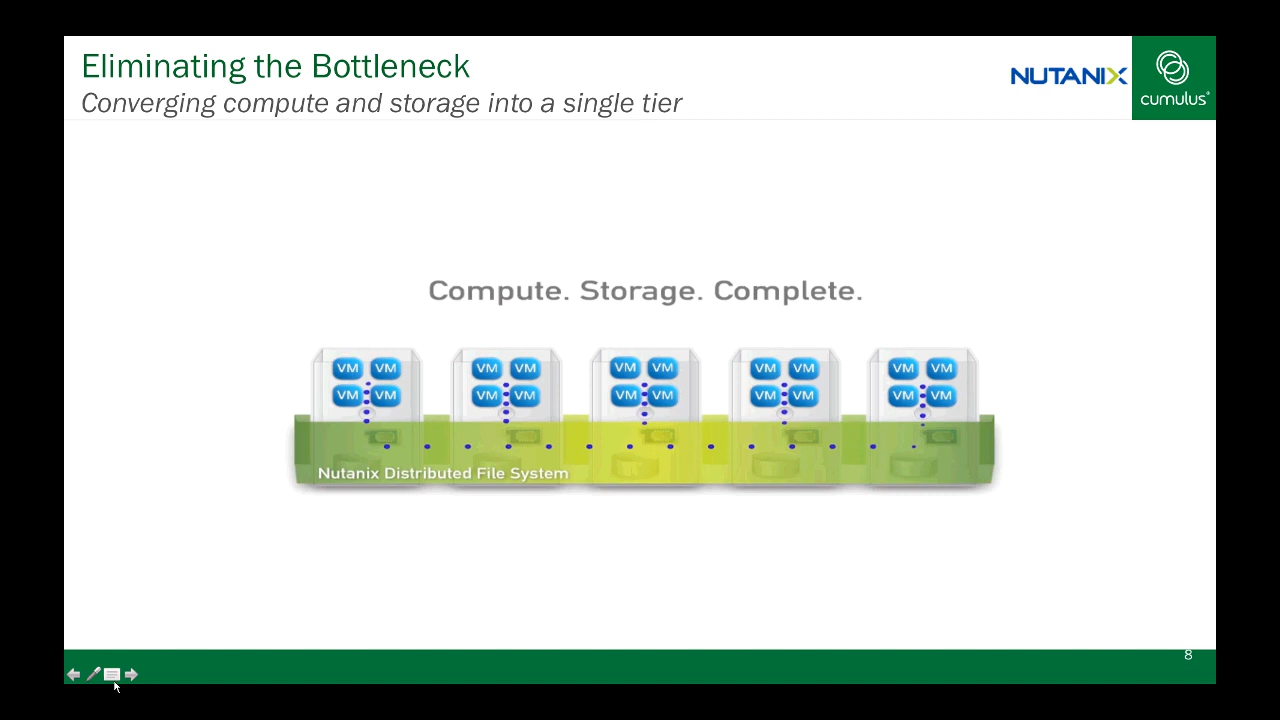 Eliminating the Bottleneck
Converging compute and storage into a single tier
NUTANIX
cumulus®
Compute. Storage. Complete.
VM VM VM VM VM VM VM VM VM VM
VM VM VM VM VM VM VM VM VM VM
Nutanix Distributed File System
8